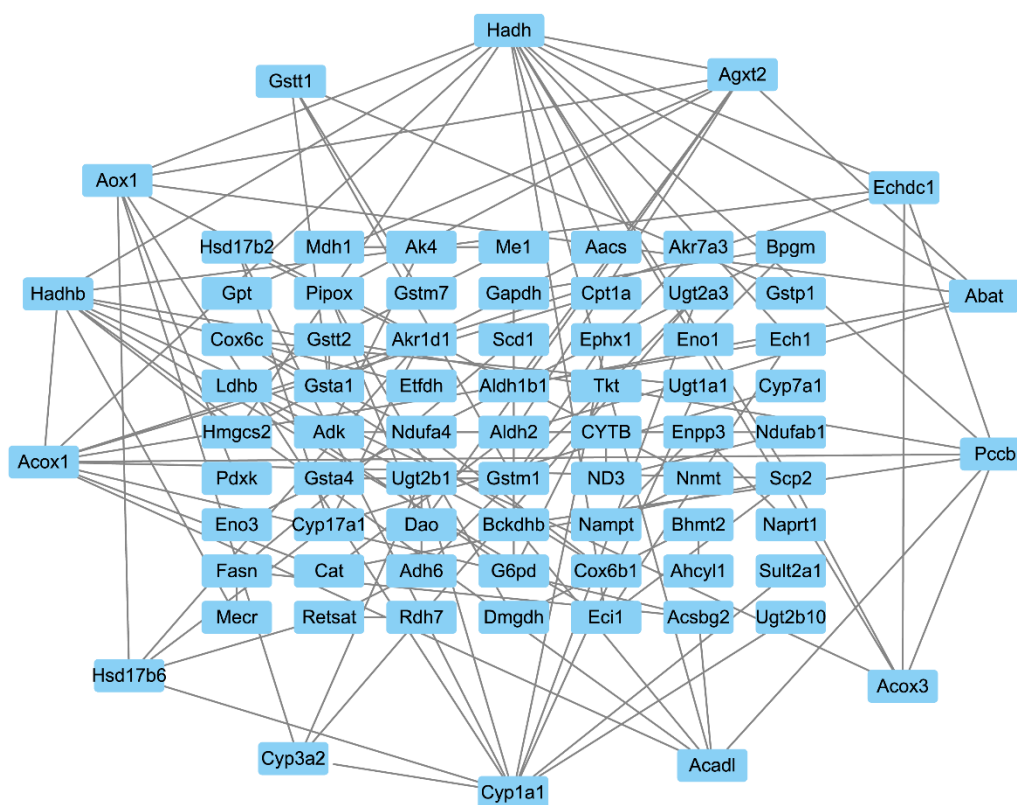 Hadh
Gstt1
Agxt2
Aox1
Echdc1
Hsd17b2 Mdh1 Ak4 Me1 Aacs Akr7a3 Bpgm
Hadhb Gpt Pipox Gstm7 Gapdh Cpt1a Ugt2a3 Gstp1 Abat
Cox6c Gstt2 Akr1d1 Scd1 Ephx1 Eno1 Ech1
Ldhb Gsta1 Etfdh Aldh1b1 Tkt Ugt1a1 Cyp7a1
Hmgcs2 Adk Ndufa4 Aldh2 CYTB Enpp3 Ndufab1
Acox1 Pccb
Pdxk Gsta4 Ugt2b1 Gstm1 ND3 Nnmt Scp2
Eno3 Cyp17a1 Dao Bckdhb Nampt Bhmt2 Naprt1
Fasn Cat Adh6 G6pd Cox6b1 Ahcyl1 Sult2a1
Mecr Retsat Rdh7 Dmgdh Eci1 Acsbg2 Ugt2b10
Hsd17b6 Acox3
Cyp3a2 Acadl
Cyp1a1